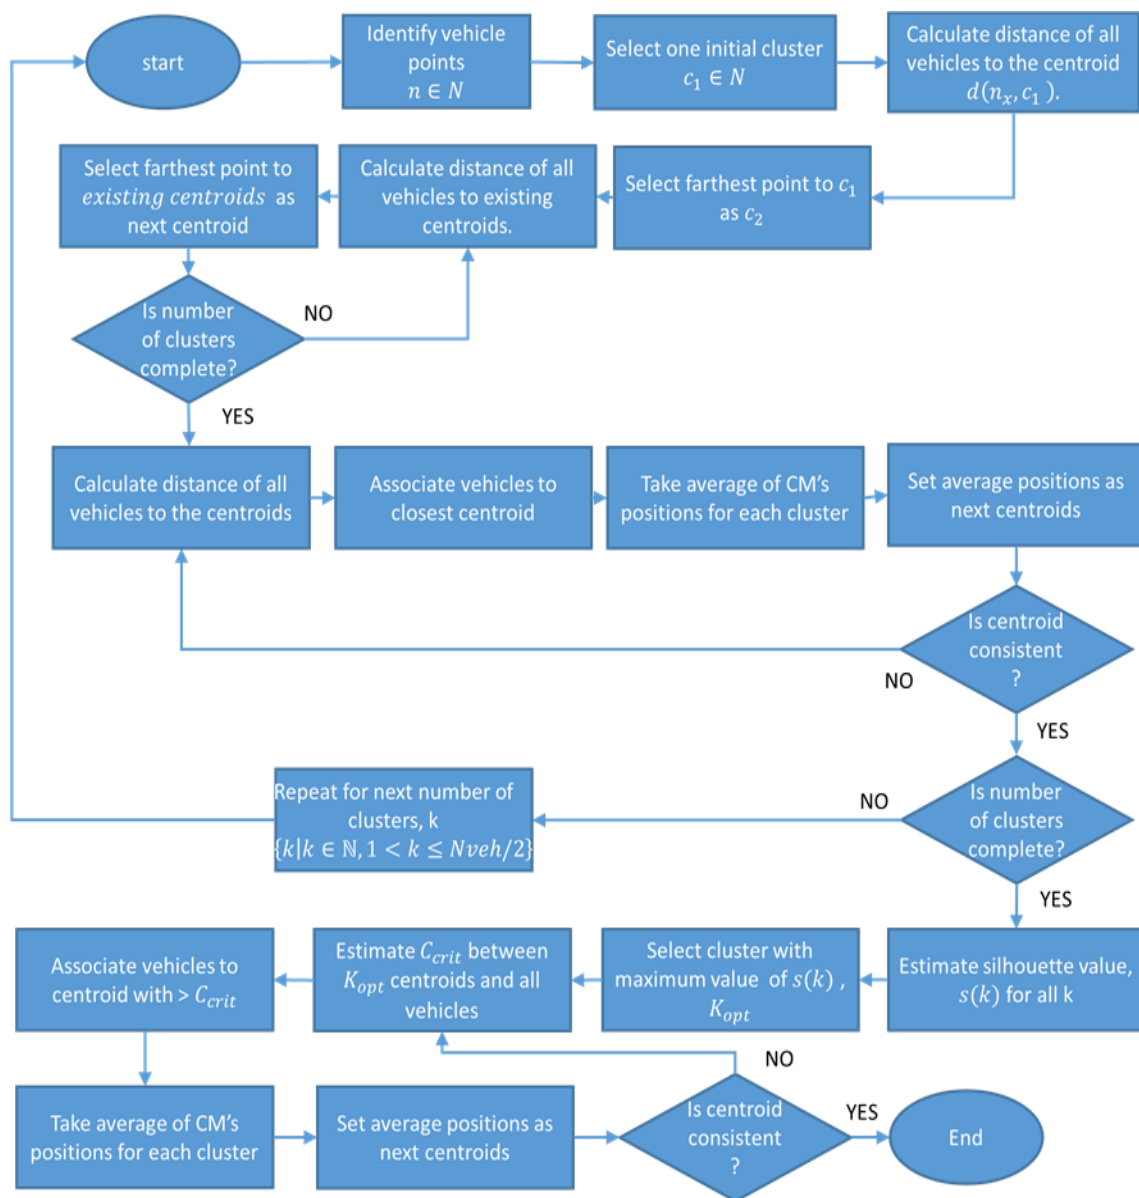 start
Identify vehicle
points
n ∈ N
Select one initial cluster
c₁ ∈ N
Calculate distance of all
vehicles to the centroid
d(nₓ, c₁ ).
Select farthest point to
existing centroids as
next centroid
Calculate distance of all
vehicles to existing
centroids.
Select farthest point to c₁
as c₂
Is number
of clusters
complete?
NO
YES
Calculate distance of all
vehicles to the centroids
Associate vehicles to
closest centroid
Take average of CM's
positions for each cluster
Set average positions as
next centroids
Is centroid
consistent
?
NO
YES
Repeat for next number of
clusters, k
{k|k ∈ ℕ, 1 < k ≤ Nveh/2}
NO
Is number
of clusters
complete?
YES
Associate vehicles to
centroid with > C_crit
Estimate C_crit between
K_opt centroids and all
vehicles
Select cluster with
maximum value of s(k) ,
K_opt
Estimate silhouette value,
s(k) for all k
NO
Take average of CM's
positions for each cluster
Set average positions as
next centroids
Is centroid
consistent
?
YES
End